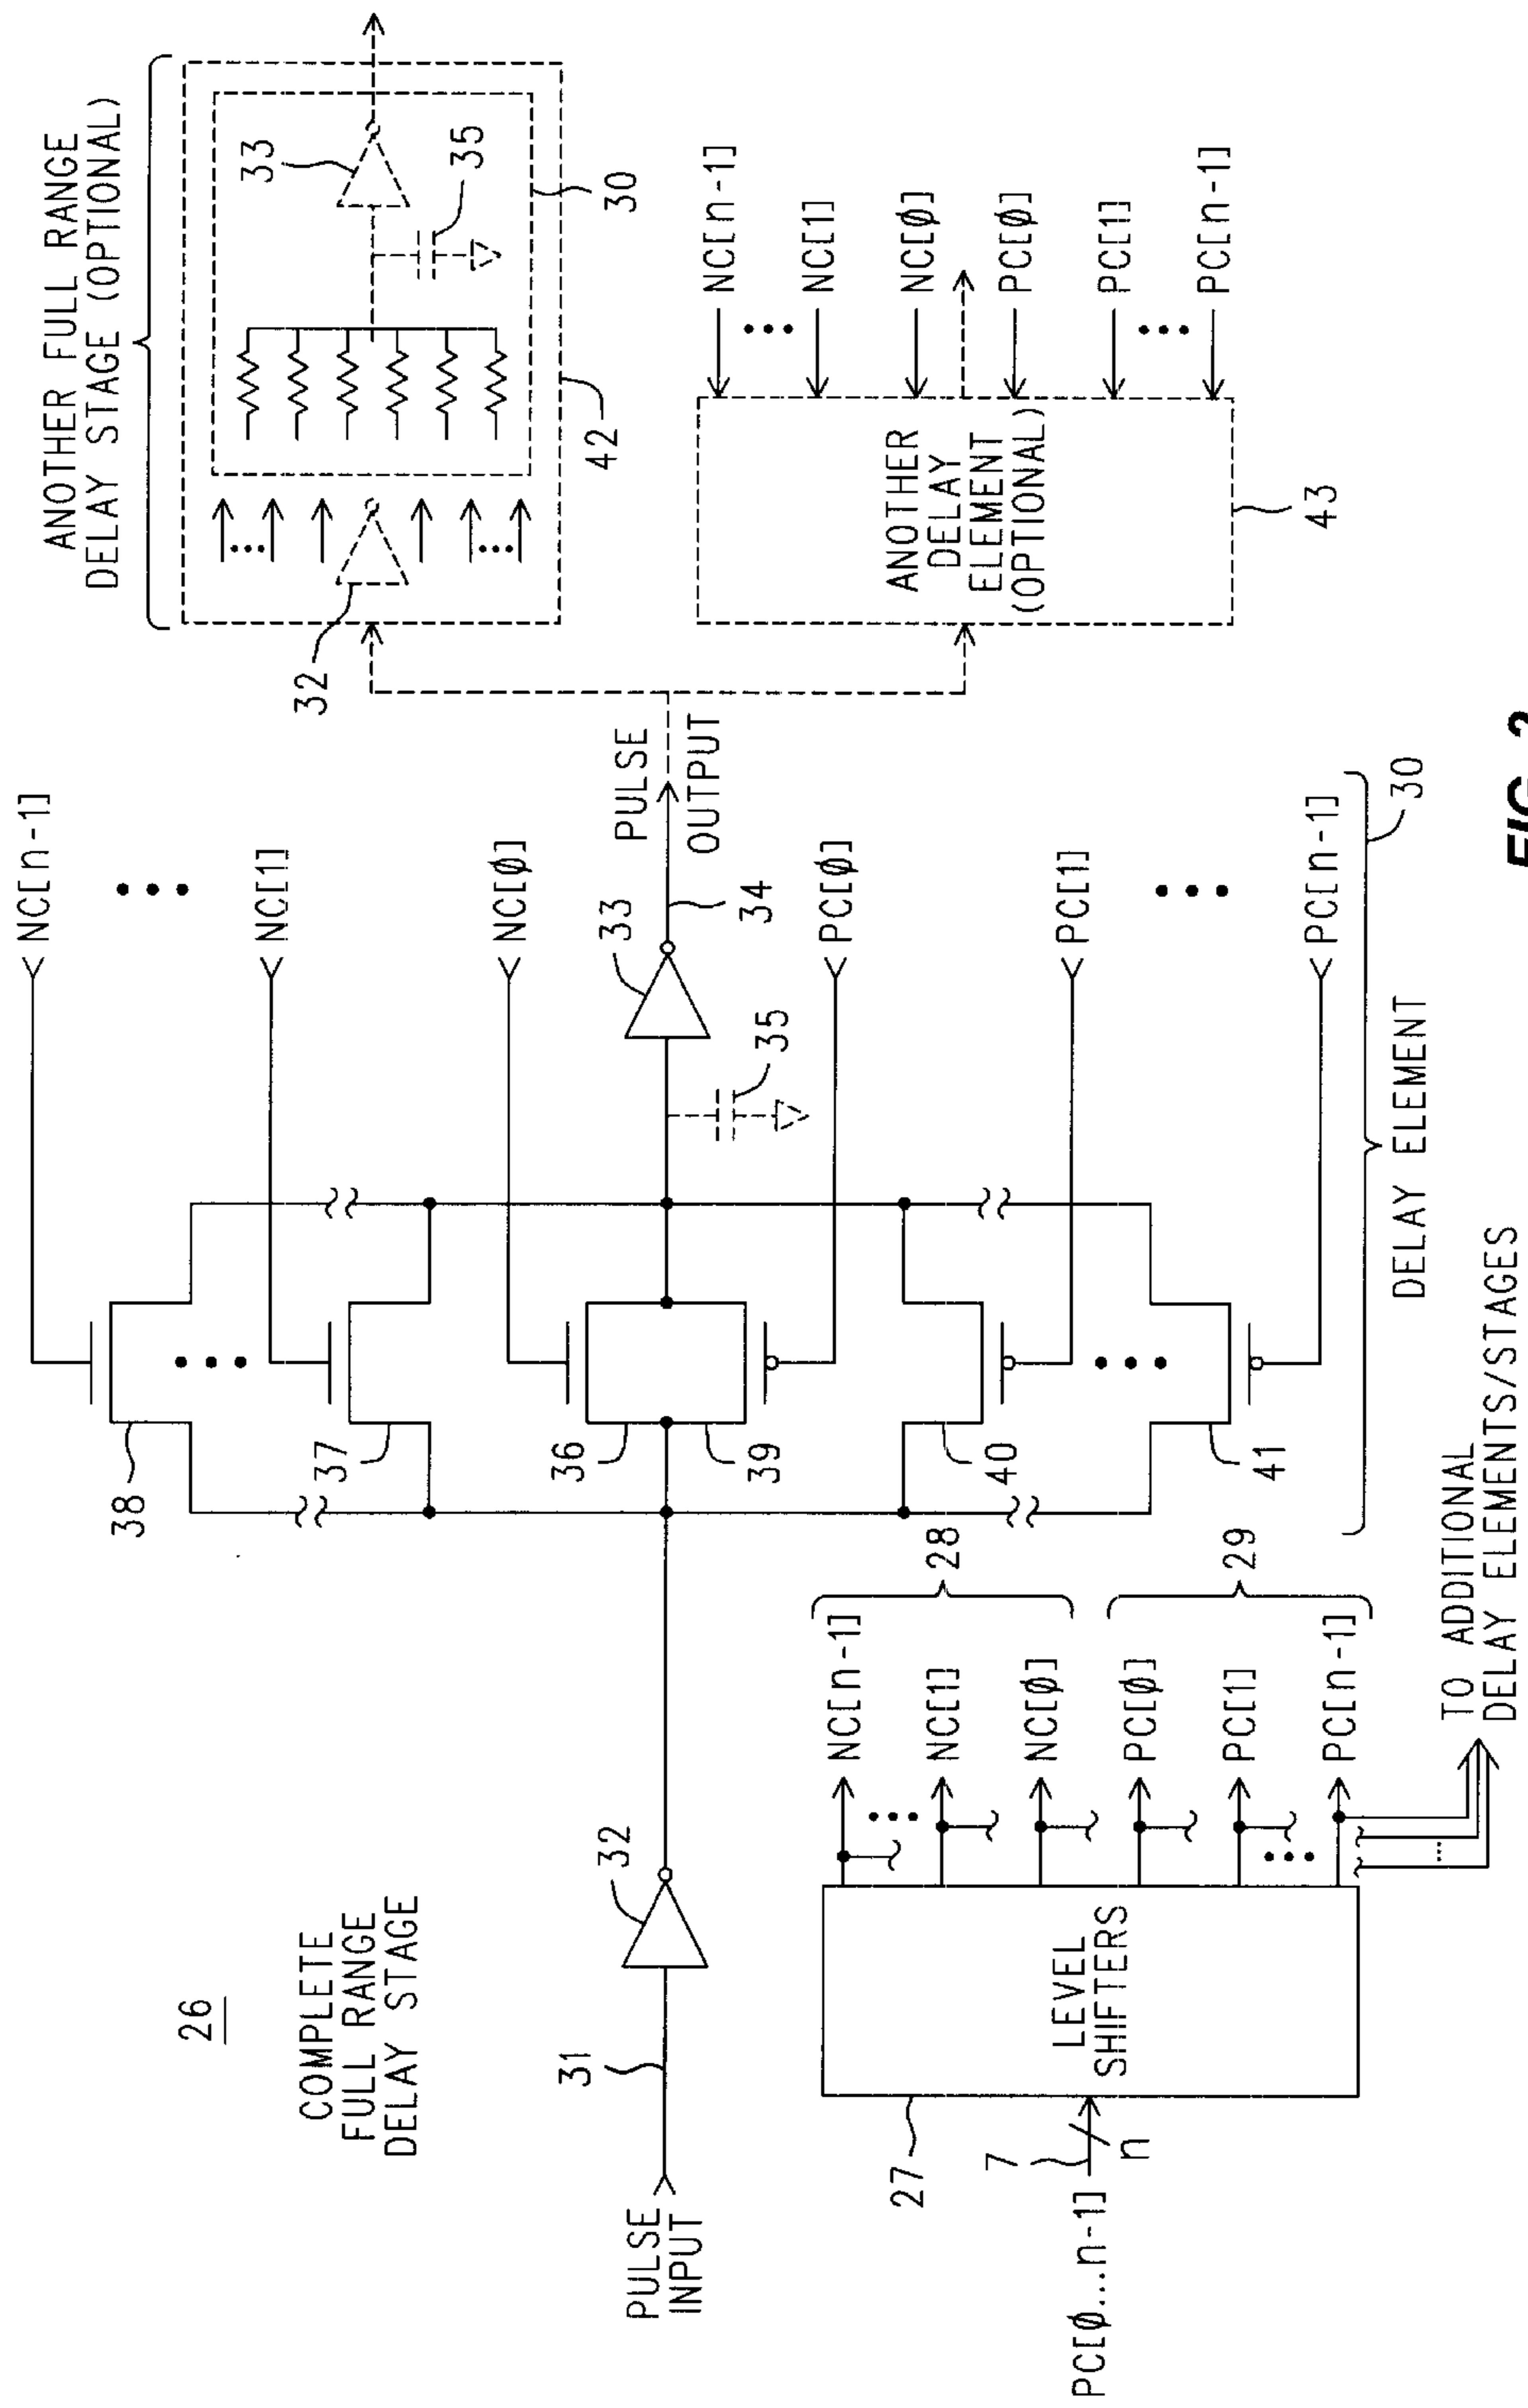 26
COMPLETE
FULL RANGE
DELAY STAGE
PULSE
INPUT
31
32
38
37
36
39
40
41
NC[n-1]
NC[1]
NC[Ø]
PC[Ø]
PC[1]
PC[n-1]
33
34
35
PULSE
OUTPUT
DELAY ELEMENT
30
PC[Ø...n-1]
7
n
27
LEVEL
SHIFTERS
NC[n-1]
NC[1]
NC[Ø]
PC[Ø]
PC[1]
PC[n-1]
28
29
TO ADDITIONAL
DELAY ELEMENTS/STAGES
ANOTHER FULL RANGE
DELAY STAGE (OPTIONAL)
32
33
35
30
42
ANOTHER
DELAY
ELEMENT
(OPTIONAL)
43
NC[n-1]
NC[1]
NC[Ø]
PC[Ø]
PC[1]
PC[n-1]